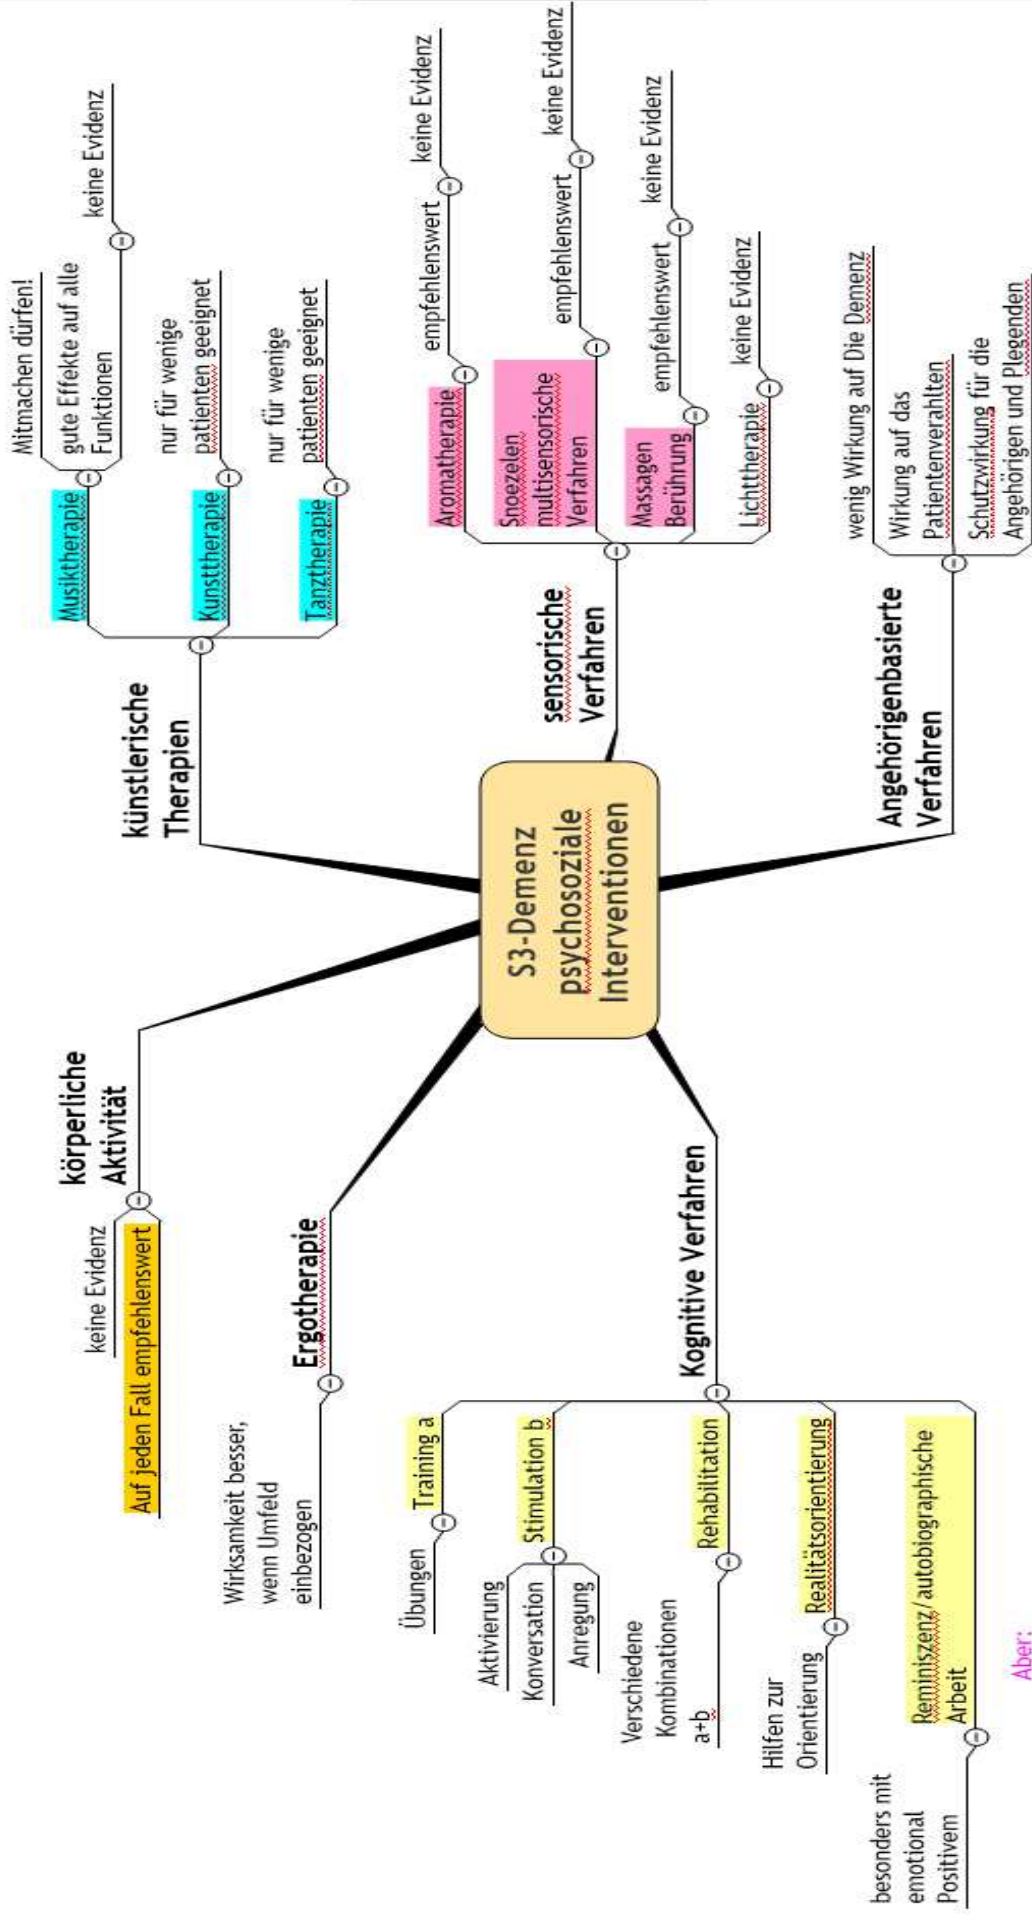 S3-Demenz
psychosoziale
Interventionen
körperliche
Aktivität
keine Evidenz
Auf jeden Fall empfehlenswert
Ergotherapie
Wirksamkeit besser,
wenn Umfeld
einbezogen
Kognitive Verfahren
Training a
Übungen
Stimulation b
Aktivierung
Konversation
Anregung
Rehabilitation
Verschiedene
Kombinationen
a+b
Realitätsorientierung
Hilfen zur
Orientierung
Reminiszenz/autobiographische
Arbeit
besonders mit
emotional
Positivem
Aber:
künstlerische
Therapien
Musiktherapie
Mitmachen dürfen!
gute Effekte auf alle
Funktionen
keine Evidenz
Kunsttherapie
nur für wenige
patienten geeignet
Tanztherapie
nur für wenige
patienten geeignet
sensorische
Verfahren
Aromatherapie
empfehlenswert
keine Evidenz
Snoezelen
multisensorische
Verfahren
empfehlenswert
keine Evidenz
Massagen
Berührung
empfehlenswert
keine Evidenz
Lichttherapie
keine Evidenz
Angehörigenbasierte
Verfahren
wenig Wirkung auf Die Demenz
Wirkung auf das
Patientenverahlten
Schutzwirkung für die
Angehörigen und Plegenden